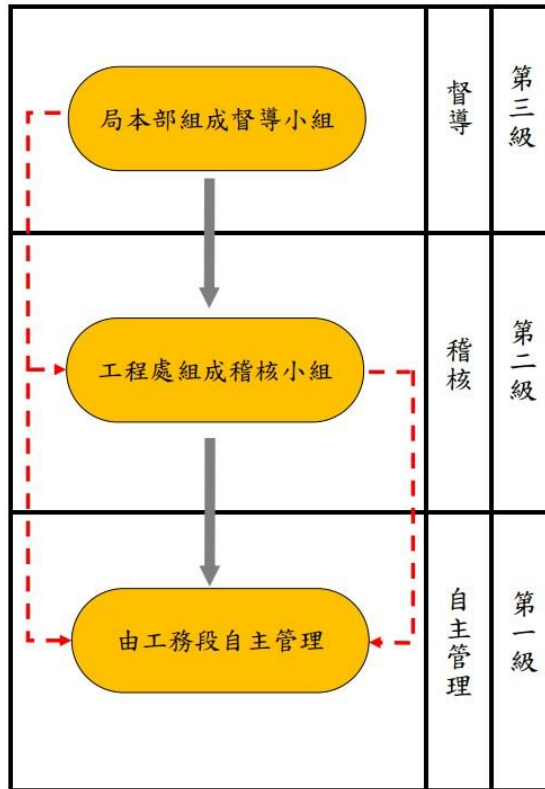 局本部組成督導小組
督導
第三級
工程處組成稽核小組
稽核
第二級
由工務段自主管理
自主管理
第一級